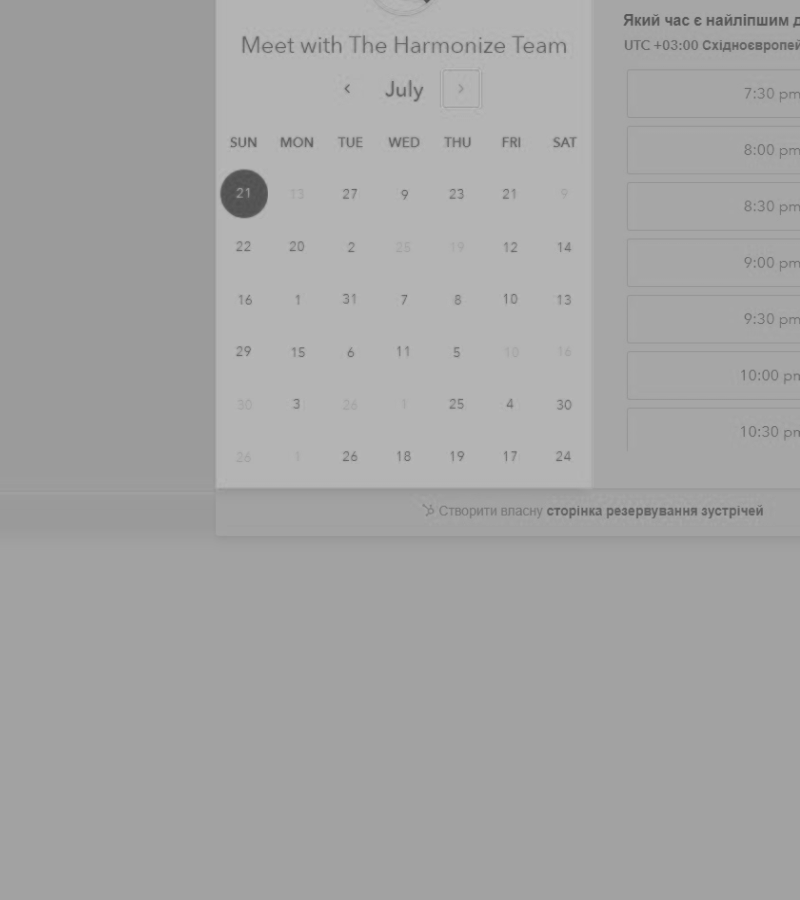 Meet with The Harmonize Team
July
SUN MON TUE WED THU FRI SAT
21 13 27 9 23 21 9
22 20 2 25 19 12 14
16 1 31 7 8 10 13
29 15 6 11 5 10 16
30 3 26 1 25 4 30
26 1 26 18 19 17 24
Який час є найліпшим
UTC +03:00
7:30 pm
8:00 pm
8:30 pm
9:00 pm
9:30 pm
10:00
10:30
Створити власну сторінка резервування зустрічей